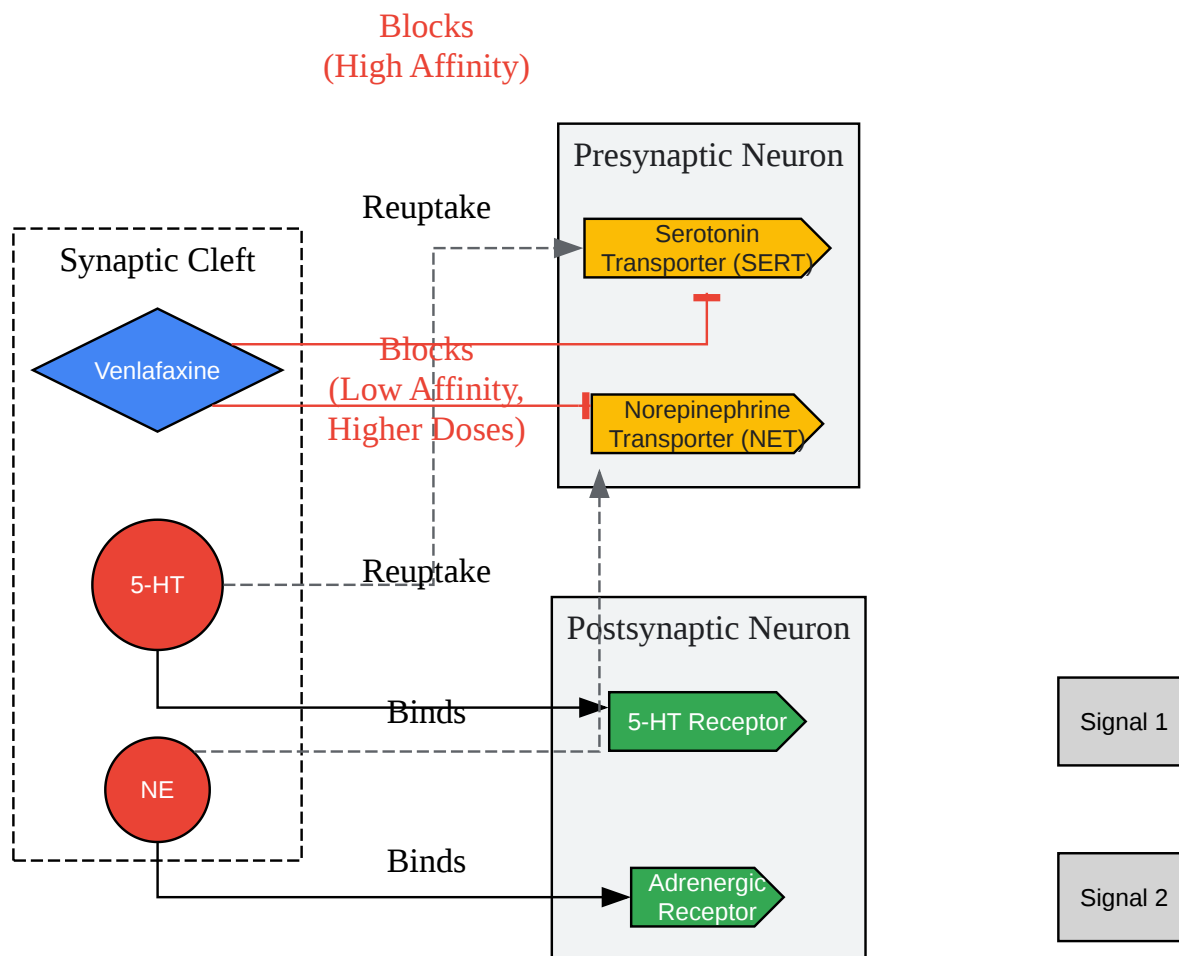 Blocks
(High Affinity)
Presynaptic Neuron
Reuptake
Serotonin
Transporter (SERT)
Synaptic Cleft
Venlafaxine
Blocks
(Low Affinity,
Higher Doses)
Norepinephrine
Transporter (NET)
5-HT
Reuptake
Postsynaptic Neuron
Binds
5-HT Receptor
Signal 1
NE
Binds
Adrenergic
Receptor
Signal 2